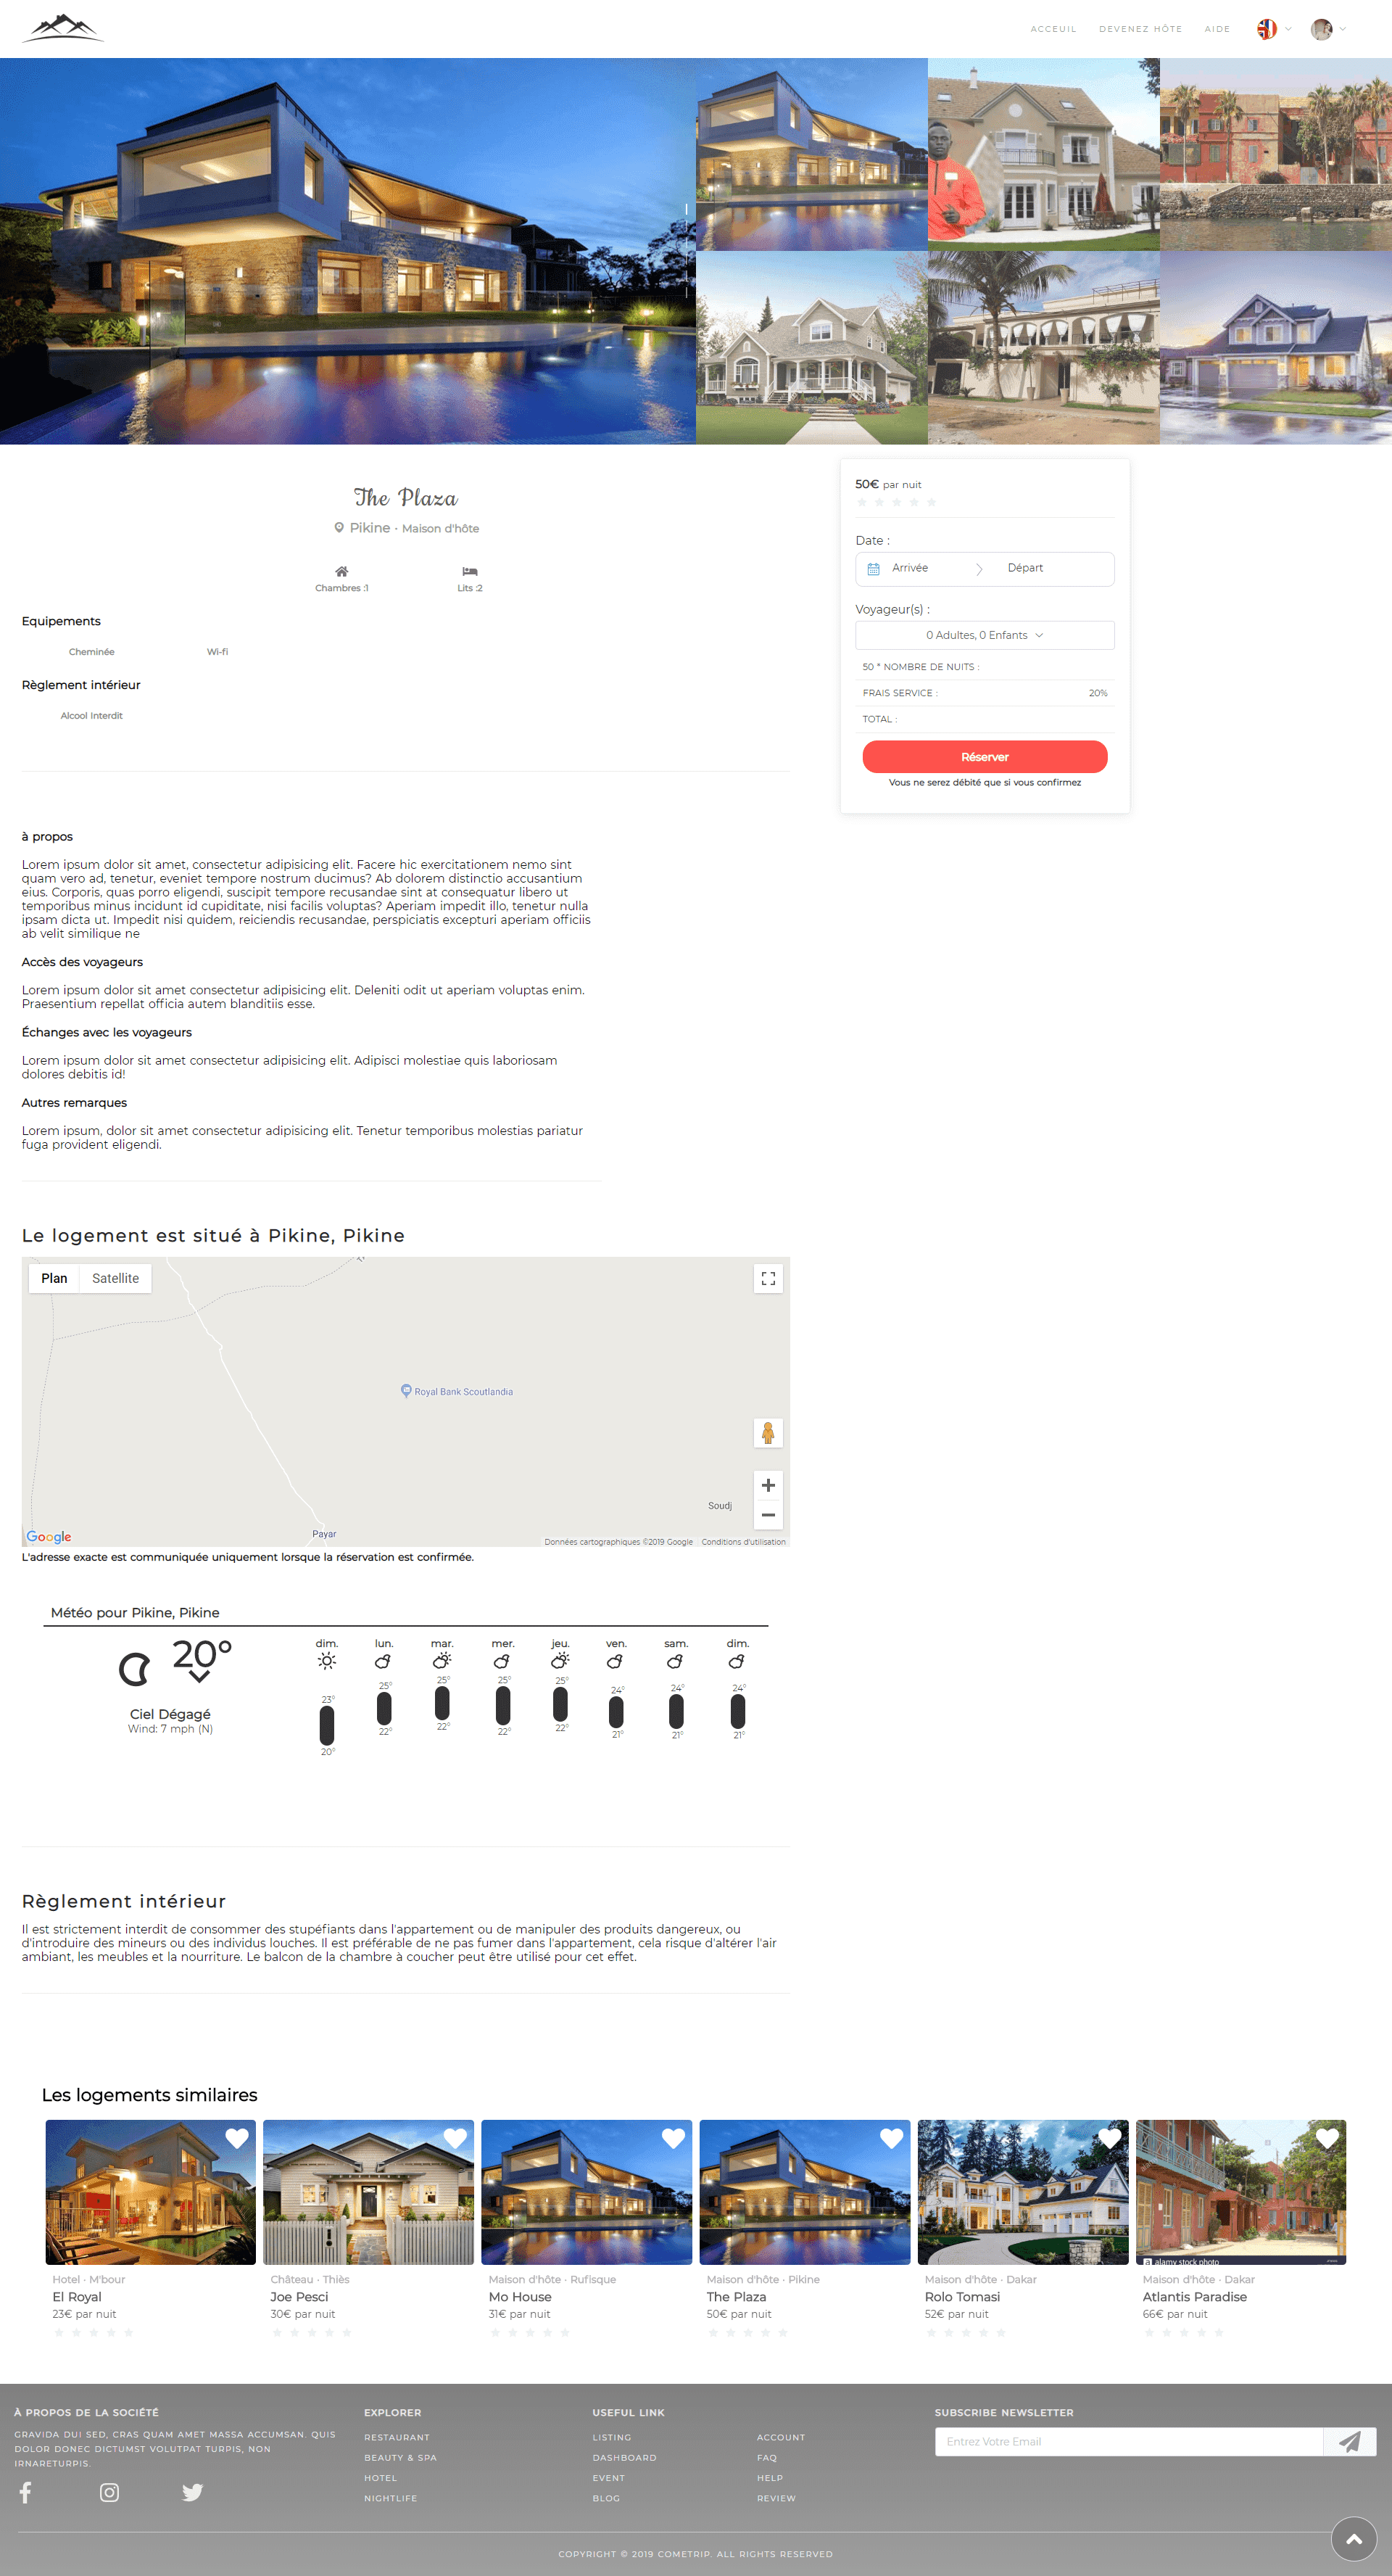 ACCEUIL DEVENEZ HÔTE AIDE
The Plaza
Pikine · Maison d'hôte
Chambres :1 Lits :2
Equipements
Cheminée Wi-fi
Règlement intérieur
Alcool Interdit
50€ par nuit
Date :
Arrivée Départ
Voyageur(s) :
0 Adultes, 0 Enfants
50 * NOMBRE DE NUITS :
FRAIS SERVICE : 20%
TOTAL :
Réserver
Vous ne serez débité que si vous confirmez
à propos
Lorem ipsum dolor sit amet, consectetur adipisicing elit. Facere hic exercitationem nemo sint
quam vero ad, tenetur, eveniet tempore nostrum ducimus? Ab dolorem distinctio accusantium
eius. Corporis, quas porro eligendi, suscipit tempore recusandae sint at consequatur libero ut
temporibus minus incidunt id cupiditate, nisi facilis voluptas? Aperiam impedit illo, tenetur nulla
ipsam dicta ut. Impedit nisi quidem, reiciendis recusandae, perspiciatis excepturi aperiam officiis
ab velit similique ne
Accès des voyageurs
Lorem ipsum dolor sit amet consectetur adipisicing elit. Deleniti odit ut aperiam voluptas enim.
Praesentium repellat officia autem blanditiis esse.
Échanges avec les voyageurs
Lorem ipsum dolor sit amet consectetur adipisicing elit. Adipisci molestiae quis laboriosam
dolores debitis id!
Autres remarques
Lorem ipsum, dolor sit amet consectetur adipisicing elit. Tenetur temporibus molestias pariatur
fuga provident eligendi.
Le logement est situé à Pikine, Pikine
Plan Satellite
Royal Bank Scoutlandia
Soudj
Payar
Google
Données cartographiques ©2019 Google Conditions d'utilisation
L'adresse exacte est communiquée uniquement lorsque la réservation est confirmée.
Météo pour Pikine, Pikine
20°
Ciel Dégagé
Wind: 7 mph (N)
dim. lun. mar. mer. jeu. ven. sam. dim.
23° 25° 25° 25° 25° 24° 24° 24°
20° 22° 22° 22° 22° 21° 21° 21°
Règlement intérieur
Il est strictement interdit de consommer des stupéfiants dans l'appartement ou de manipuler des produits dangereux, ou
d'introduire des mineurs ou des individus louches. Il est préférable de ne pas fumer dans l'appartement, cela risque d'altérer l'air
ambiant, les meubles et la nourriture. Le balcon de la chambre à coucher peut être utilisé pour cet effet.
Les logements similaires
alamy stock photo
Hotel · M'bour
El Royal
23€ par nuit
Château · Thiès
Joe Pesci
30€ par nuit
Maison d'hôte · Rufisque
Mo House
31€ par nuit
Maison d'hôte · Pikine
The Plaza
50€ par nuit
Maison d'hôte · Dakar
Rolo Tomasi
52€ par nuit
Maison d'hôte · Dakar
Atlantis Paradise
66€ par nuit
À PROPOS DE LA SOCIÉTÉ
GRAVIDA DUI SED, CRAS QUAM AMET MASSA ACCUMSAN. QUIS
DOLOR DONEC DICTUMST VOLUTPAT TURPIS, NON
IRNARETURPIS.
EXPLORER
RESTAURANT
BEAUTY & SPA
HOTEL
NIGHTLIFE
USEFUL LINK
LISTING ACCOUNT
DASHBOARD FAQ
EVENT HELP
BLOG REVIEW
SUBSCRIBE NEWSLETTER
Entrez Votre Email
COPYRIGHT © 2019 COMETRIP. ALL RIGHTS RESERVED